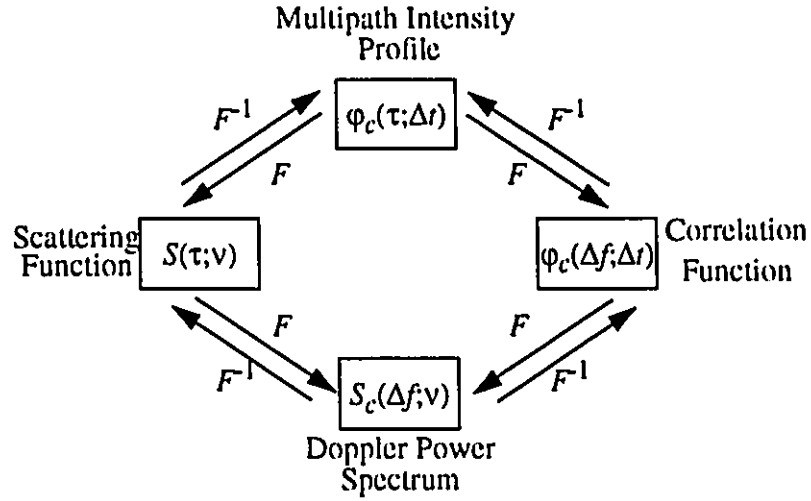 Multipath Intensity
Profile
φc(τ;Δt)
F⁻¹
F
F⁻¹
F
Scattering
Function
S(τ;ν)
φc(Δf;Δt)
Correlation
Function
F
F⁻¹
F
F⁻¹
Sc(Δf;ν)
Doppler Power
Spectrum